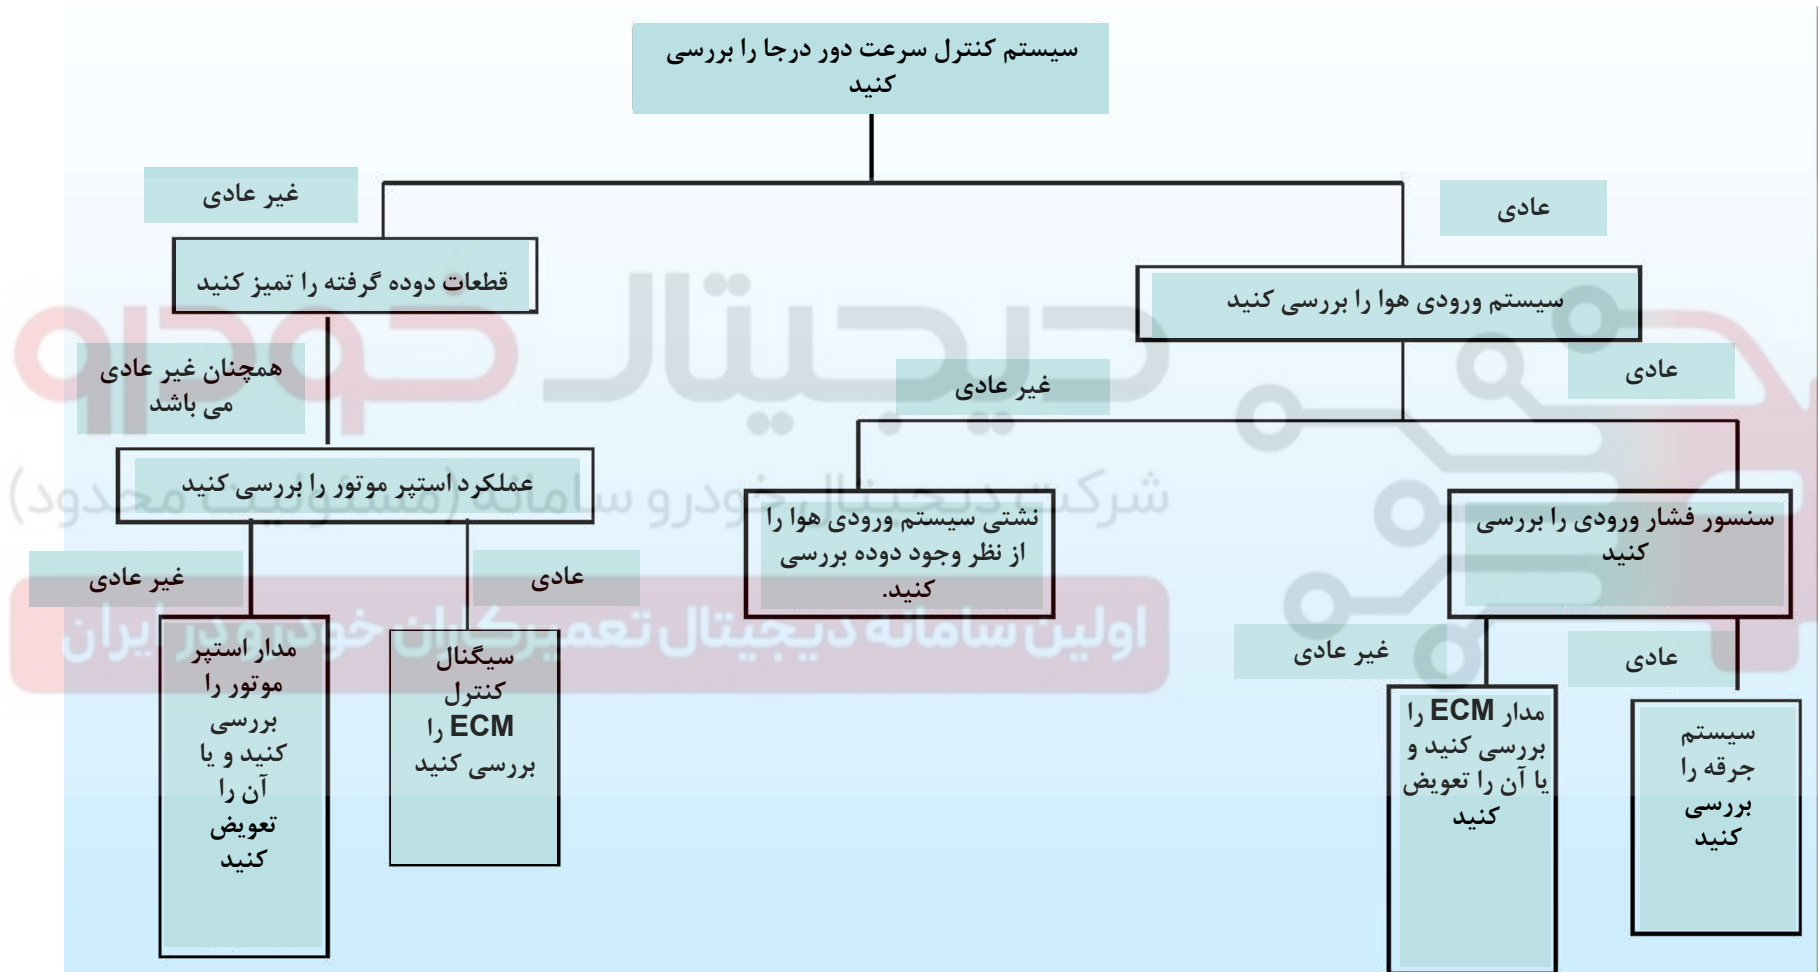 سیستم کنترل سرعت دور درجا را بررسی
کنید
عادی
غیر عادی
سیستم ورودی هوا را بررسی کنید
قطعات دوده گرفته را تمیز کنید
عادی
غیر عادی
همچنان غیر عادی
می باشد
سنسور فشار ورودی را بررسی
کنید
نشتی سیستم ورودی هوا را
از نظر وجود دوده بررسی
کنید.
عملکرد استپر موتور را بررسی کنید
عادی
غیر عادی
عادی
غیر عادی
سیستم
جرقه را
بررسی
کنید
مدار ECM را
بررسی کنید و
یا آن را تعویض
کنید
سیگنال
کنترل
ECM را
بررسی کنید
مدار استپر
موتور را
بررسی
کنید و یا
آن را
تعویض
کنید
دیجیتال خودرو
شرکت دیجیتال خودرو سامانه (مسئولیت محدود)
اولین سامانه دیجیتال تعمیرکاران خودرو در ایران